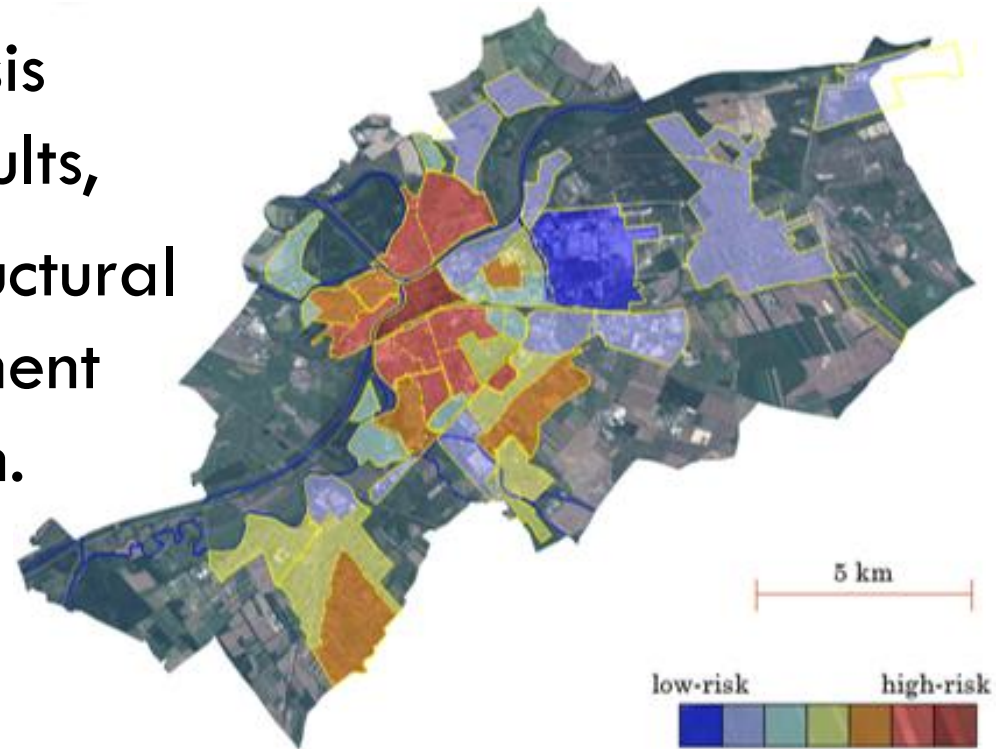 sis
ults,
uctural
nent
n.
5 km
low-risk high-risk